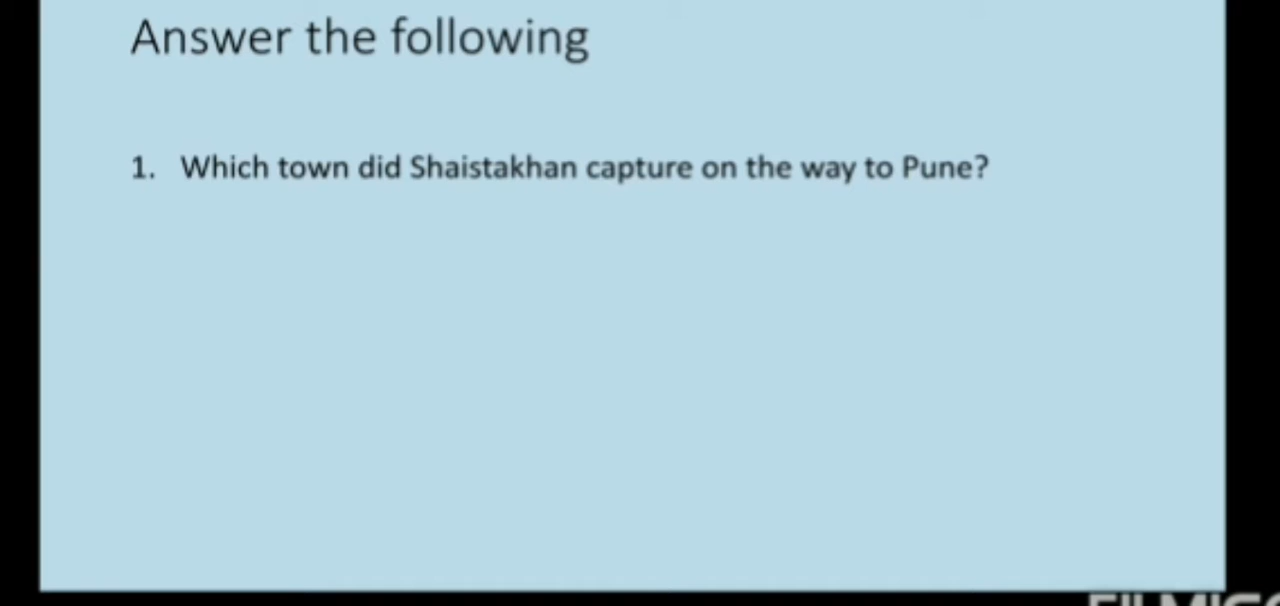 Answer the following
1. Which town did Shaistakhan capture on the way to Pune?